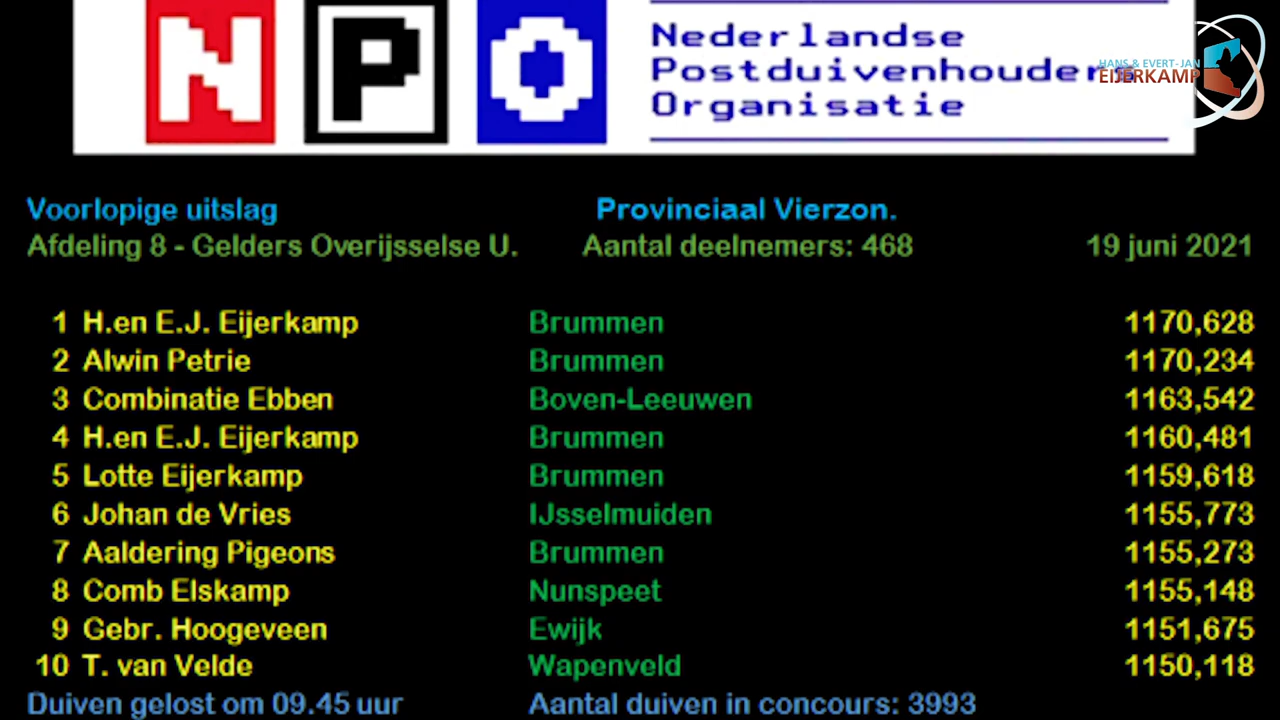 NPO
Nederlandse
Postduivenhouders
Organisatie
HANS & EVERT-JAN
EIJERKAMP
Voorlopige uitslag Provinciaal Vierzon.
Afdeling 8 - Gelders Overijsselse U. Aantal deelnemers: 468 19 juni 2021
1 H.en E.J. Eijerkamp Brummen 1170,628
2 Alwin Petrie Brummen 1170,234
3 Combinatie Ebben Boven-Leeuwen 1163,542
4 H.en E.J. Eijerkamp Brummen 1160,481
5 Lotte Eijerkamp Brummen 1159,618
6 Johan de Vries IJsselmuiden 1155,773
7 Aaldering Pigeons Brummen 1155,273
8 Comb Elskamp Nunspeet 1155,148
9 Gebr. Hoogeveen Ewijk 1151,675
10 T. van Velde Wapenveld 1150,118
Duiven gelost om 09.45 uur Aantal duiven in concours: 3993